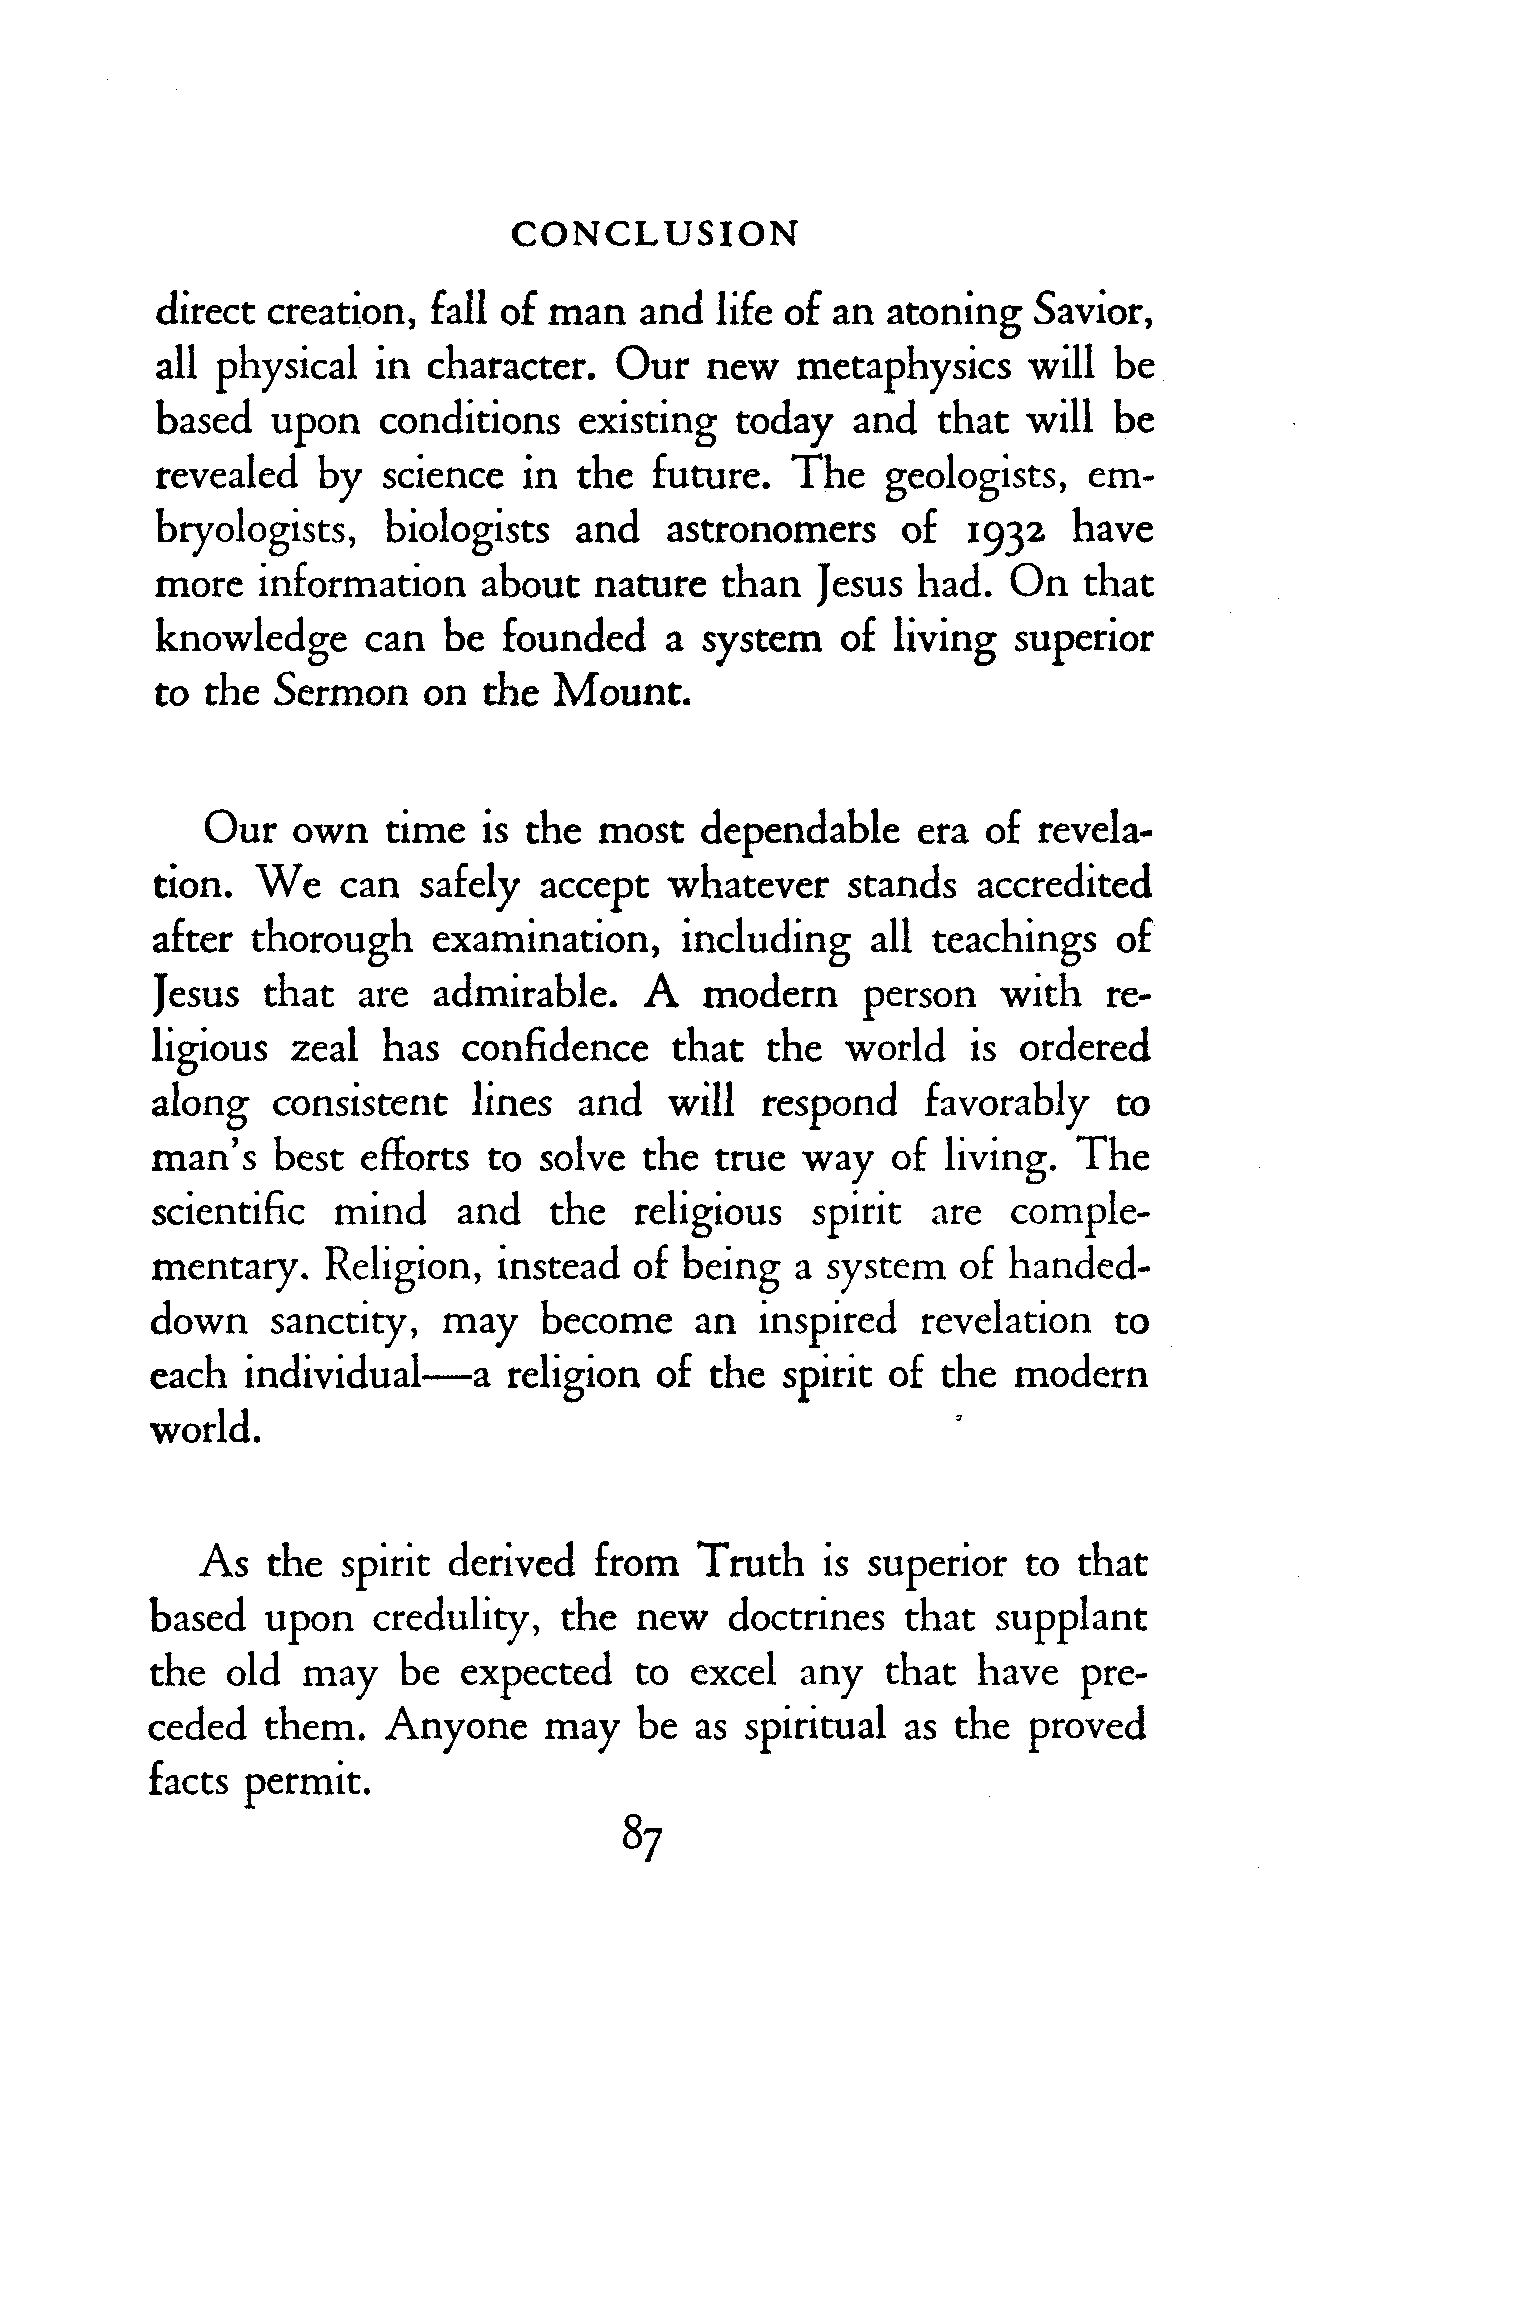 CONCLUSION
direct creation, fall of man and life of an atoning Savior,
all physical in character. Our new metaphysics will be
based upon conditions existing today and that will be
revealed by science in the future. The geologists, em-
bryologists, biologists and astronomers of 1932 have
more information about nature than Jesus had. On that
knowledge can be founded a system of living superior
to the Sermon on the Mount.
Our own time is the most dependable era of revela-
tion. We can safely accept whatever stands accredited
after thorough examination, including all teachings of
Jesus that are admirable. A modern person with re-
ligious zeal has confidence that the world is ordered
along consistent lines and will respond favorably to
man's best efforts to solve the true way of living. The
scientific mind and the religious spirit are comple-
mentary. Religion, instead of being a system of handed-
down sanctity, may become an inspired revelation to
each individual—a religion of the spirit of the modern
world.
As the spirit derived from Truth is superior to that
based upon credulity, the new doctrines that supplant
the old may be expected to excel any that have pre-
ceded them. Anyone may be as spiritual as the proved
facts permit.
87